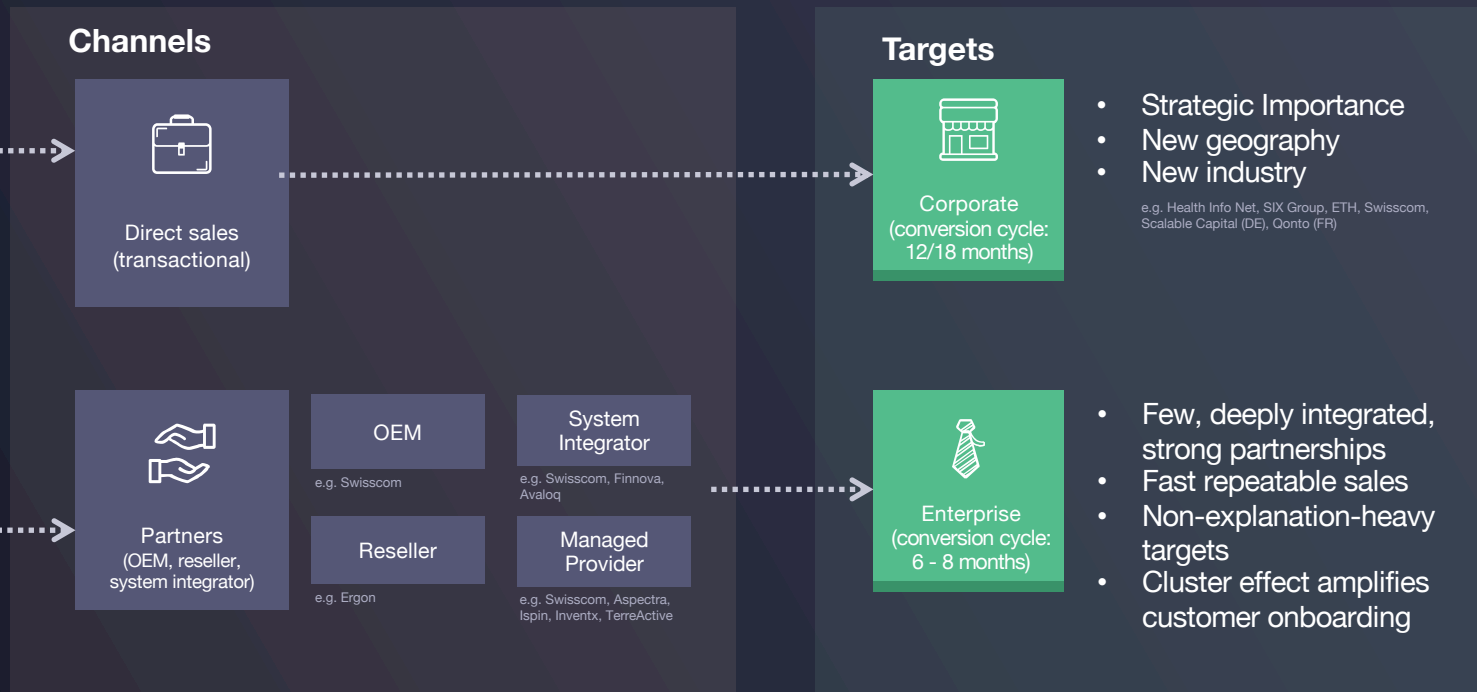 Channels
Direct sales
(transactional)
Partners
(OEM, reseller,
system integrator)
OEM
e.g. Swisscom
System
Integrator
e.g. Swisscom, Finnova,
Avaloq
Reseller
e.g. Ergon
Managed
Provider
e.g. Swisscom, Aspectra,
Ispin, Inventx, TerreActive
Targets
Corporate
(conversion cycle:
12/18 months)
• Strategic Importance
• New geography
• New industry
e.g. Health Info Net, SIX Group, ETH, Swisscom,
Scalable Capital (DE), Qonto (FR)
Enterprise
(conversion cycle:
6 - 8 months)
• Few, deeply integrated,
strong partnerships
• Fast repeatable sales
• Non-explanation-heavy
targets
• Cluster effect amplifies
customer onboarding